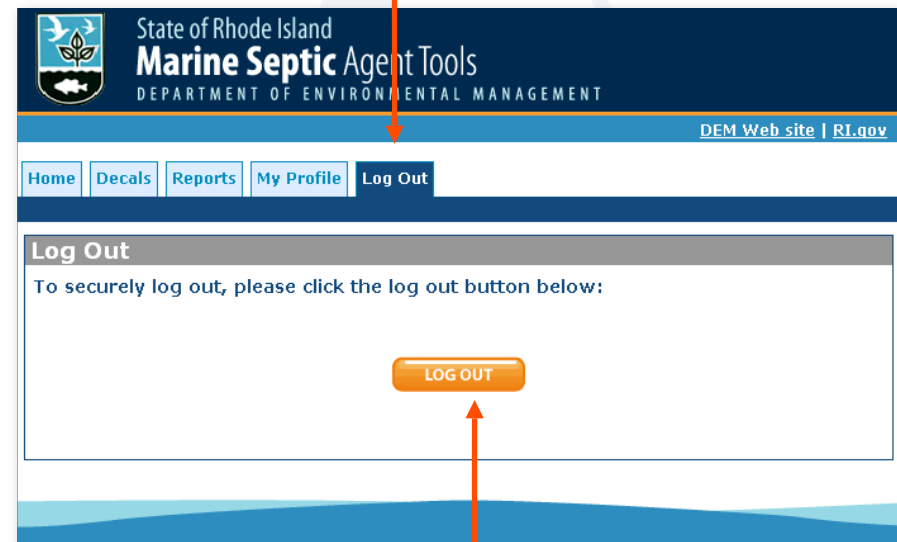 State of Rhode Island
Marine Septic Agent Tools
DEPARTMENT OF ENVIRONMENTAL MANAGEMENT
DEM Web site | RI.gov
Home Decals Reports My Profile Log Out
Log Out
To securely log out, please click the log out button below:
LOG OUT